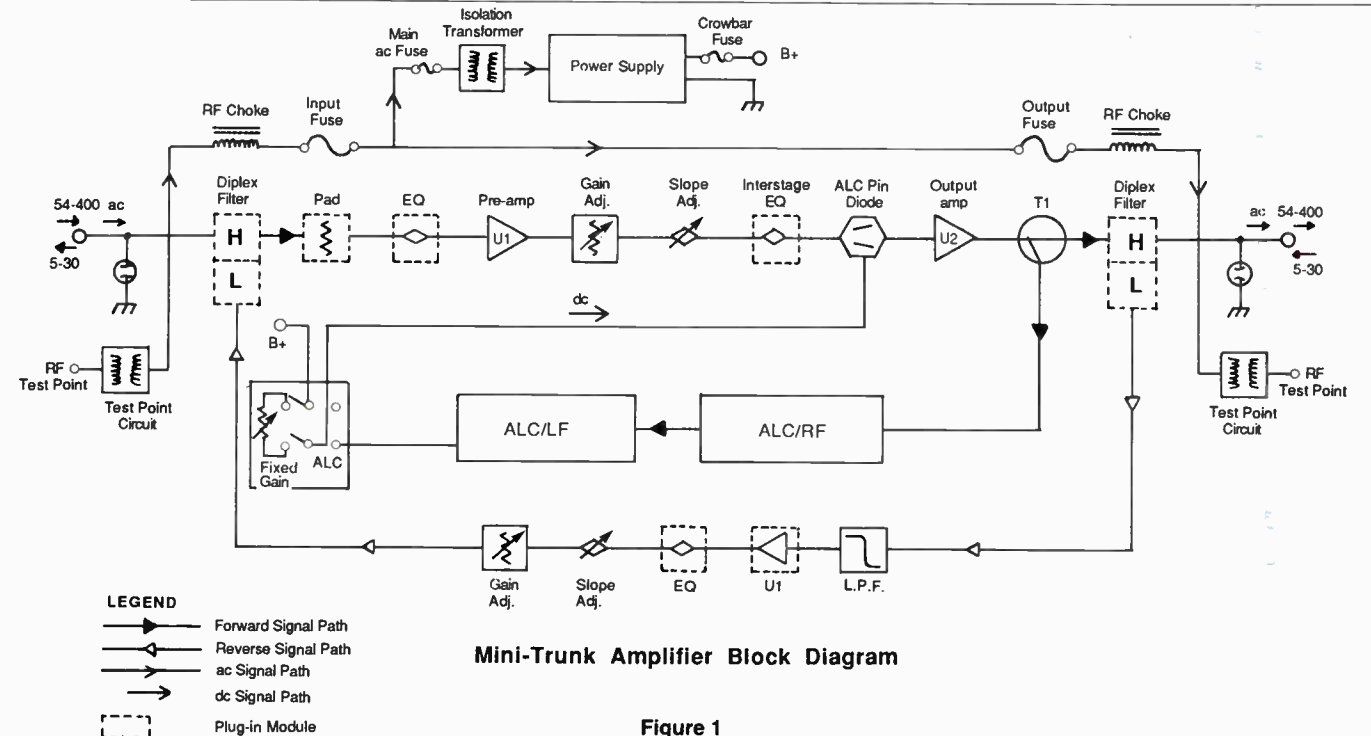 Isolation
Transformer
Main
ac Fuse
Crowbar
Fuse
B+
Power Supply
RF Choke
Input
Fuse
Output
Fuse
RF Choke
Diplex
Filter
Pad
EQ
Pre-amp
Gain
Adj.
Slope
Adj.
Interstage
EQ
ALC Pin
Diode
Output
amp
T1
Diplex
Filter
54-400 ac
5-30
H
L
U1
U2
H
L
ac 54-400
5-30
dc
B+
RF
Test Point
Test Point
Circuit
Fixed
Gain
ALC
ALC/LF
ALC/RF
RF
Test Point
Test Point
Circuit
Gain
Adj.
Slope
Adj.
EQ
U1
L.P.F.
LEGEND
Forward Signal Path
Reverse Signal Path
ac Signal Path
dc Signal Path
Plug-in Module
Mini-Trunk Amplifier Block Diagram
Figure 1